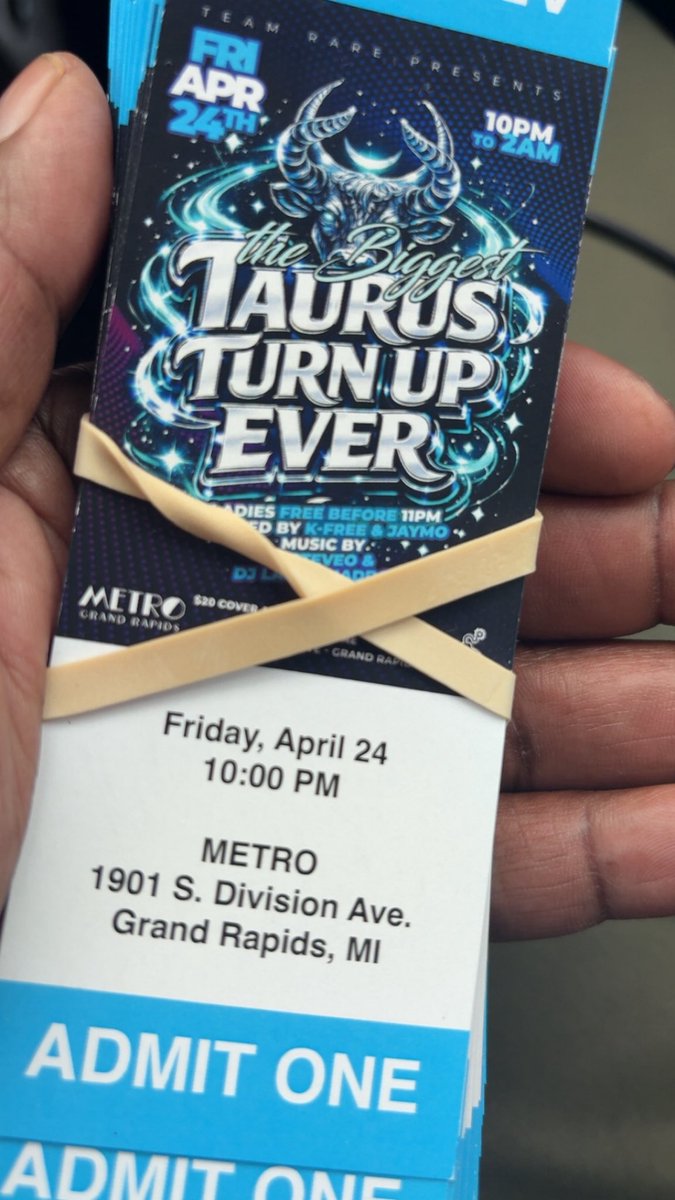 TEAM RARE PRESENTS
FRI
APR
24TH
10PM
TO 2AM
the Biggest
TAURUS
TURN UP
EVER
FREE BEFORE 11PM
BY K-FREE & JAYMO
MUSIC BY
&
DJ
METRO
GRAND RAPIDS
$20 COVER
GRAND
Friday, April 24
10:00 PM
METRO
1901 S. Division Ave.
Grand Rapids, MI
ADMIT ONE
ADMIT ONE